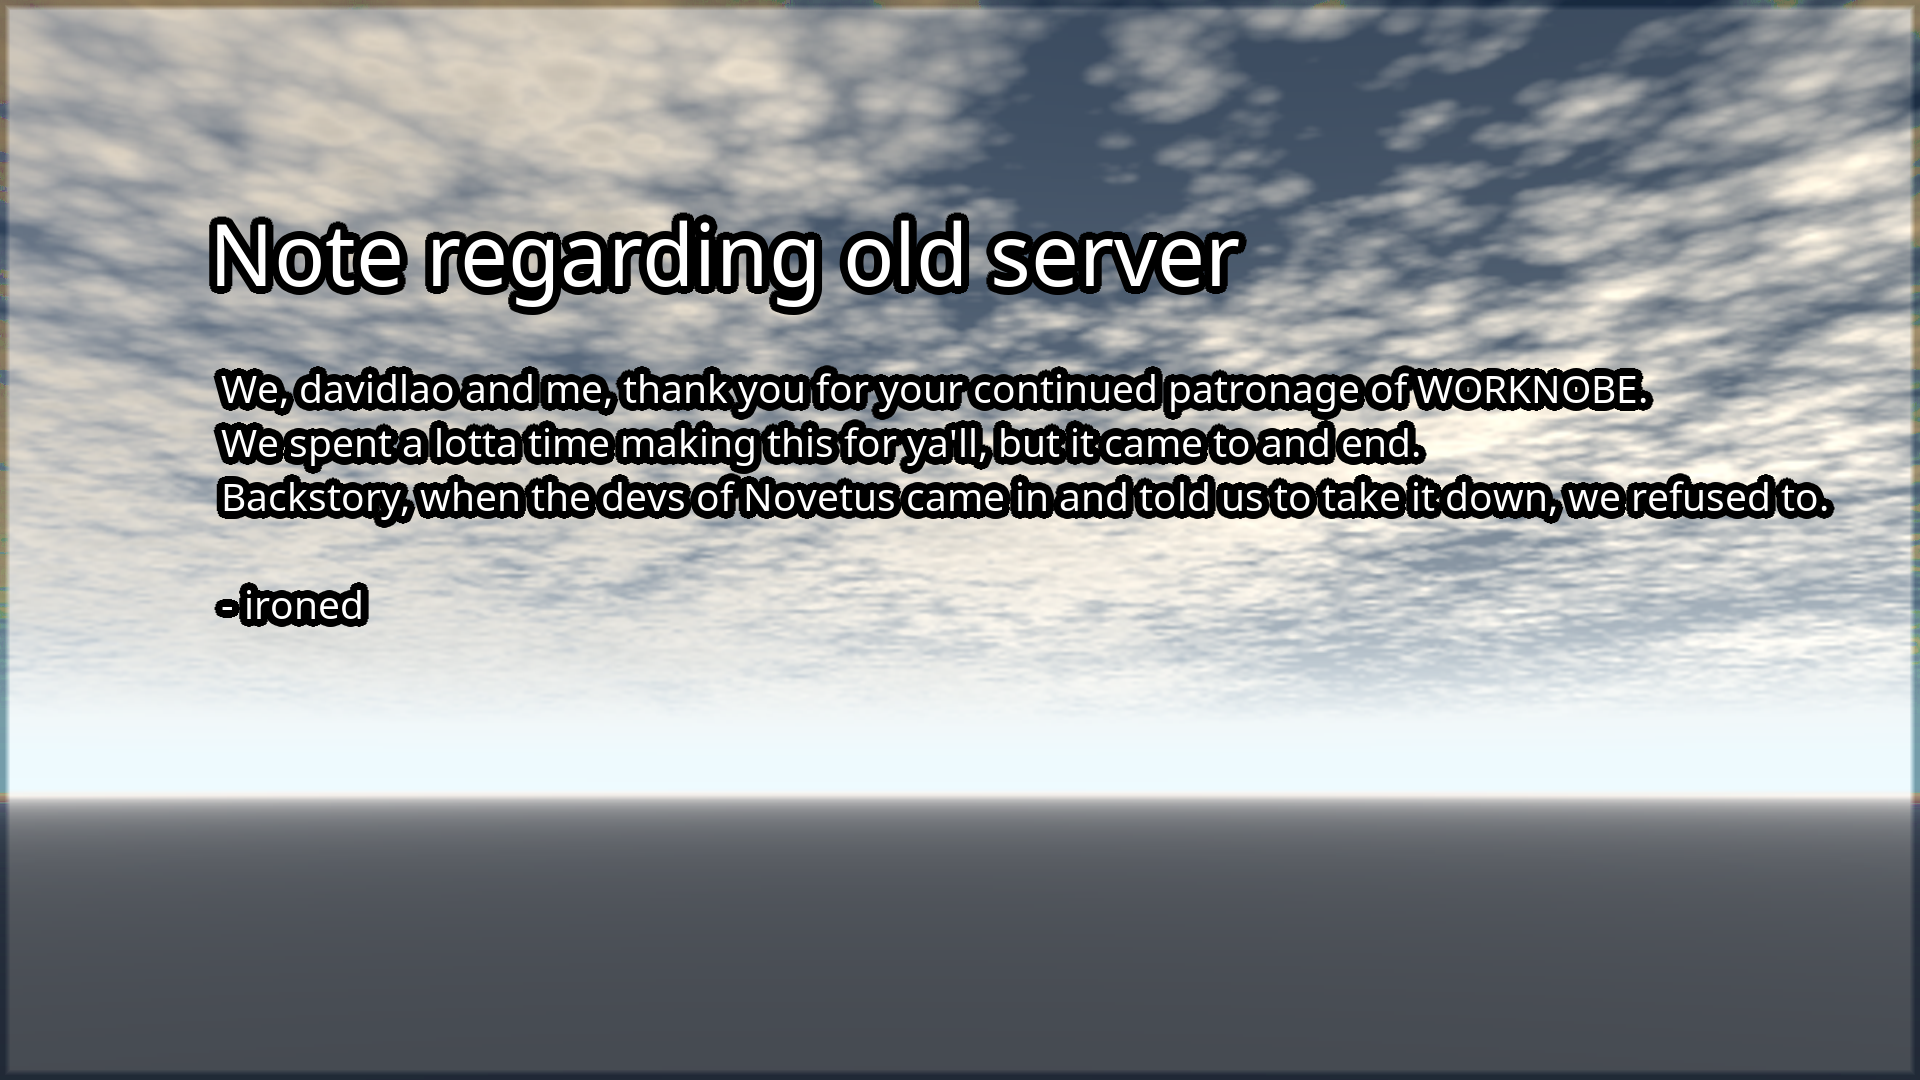 Note regarding old server
We, davidlao and me, thank you for your continued patronage of WORKNOBE.
We spent a lotta time making this for ya'll, but it came to and end.
Backstory, when the devs of Novetus came in and told us to take it down, we refused to.
- ironed